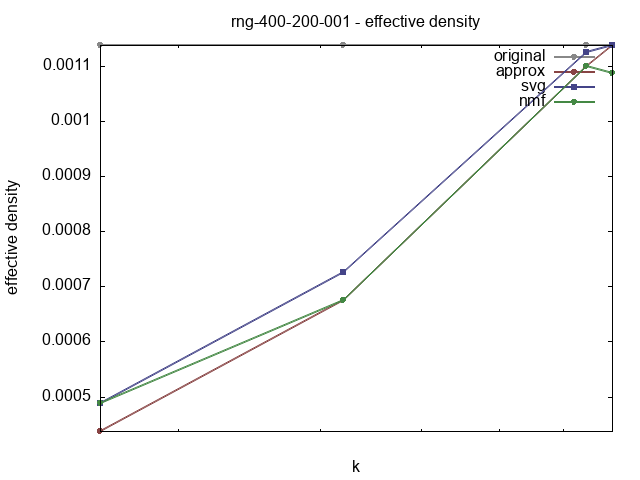 rng-400-200-001 - effective density
original
approx
svg
nmf
0.0011
0.001
0.0009
0.0008
0.0007
0.0006
0.0005
effective density
k